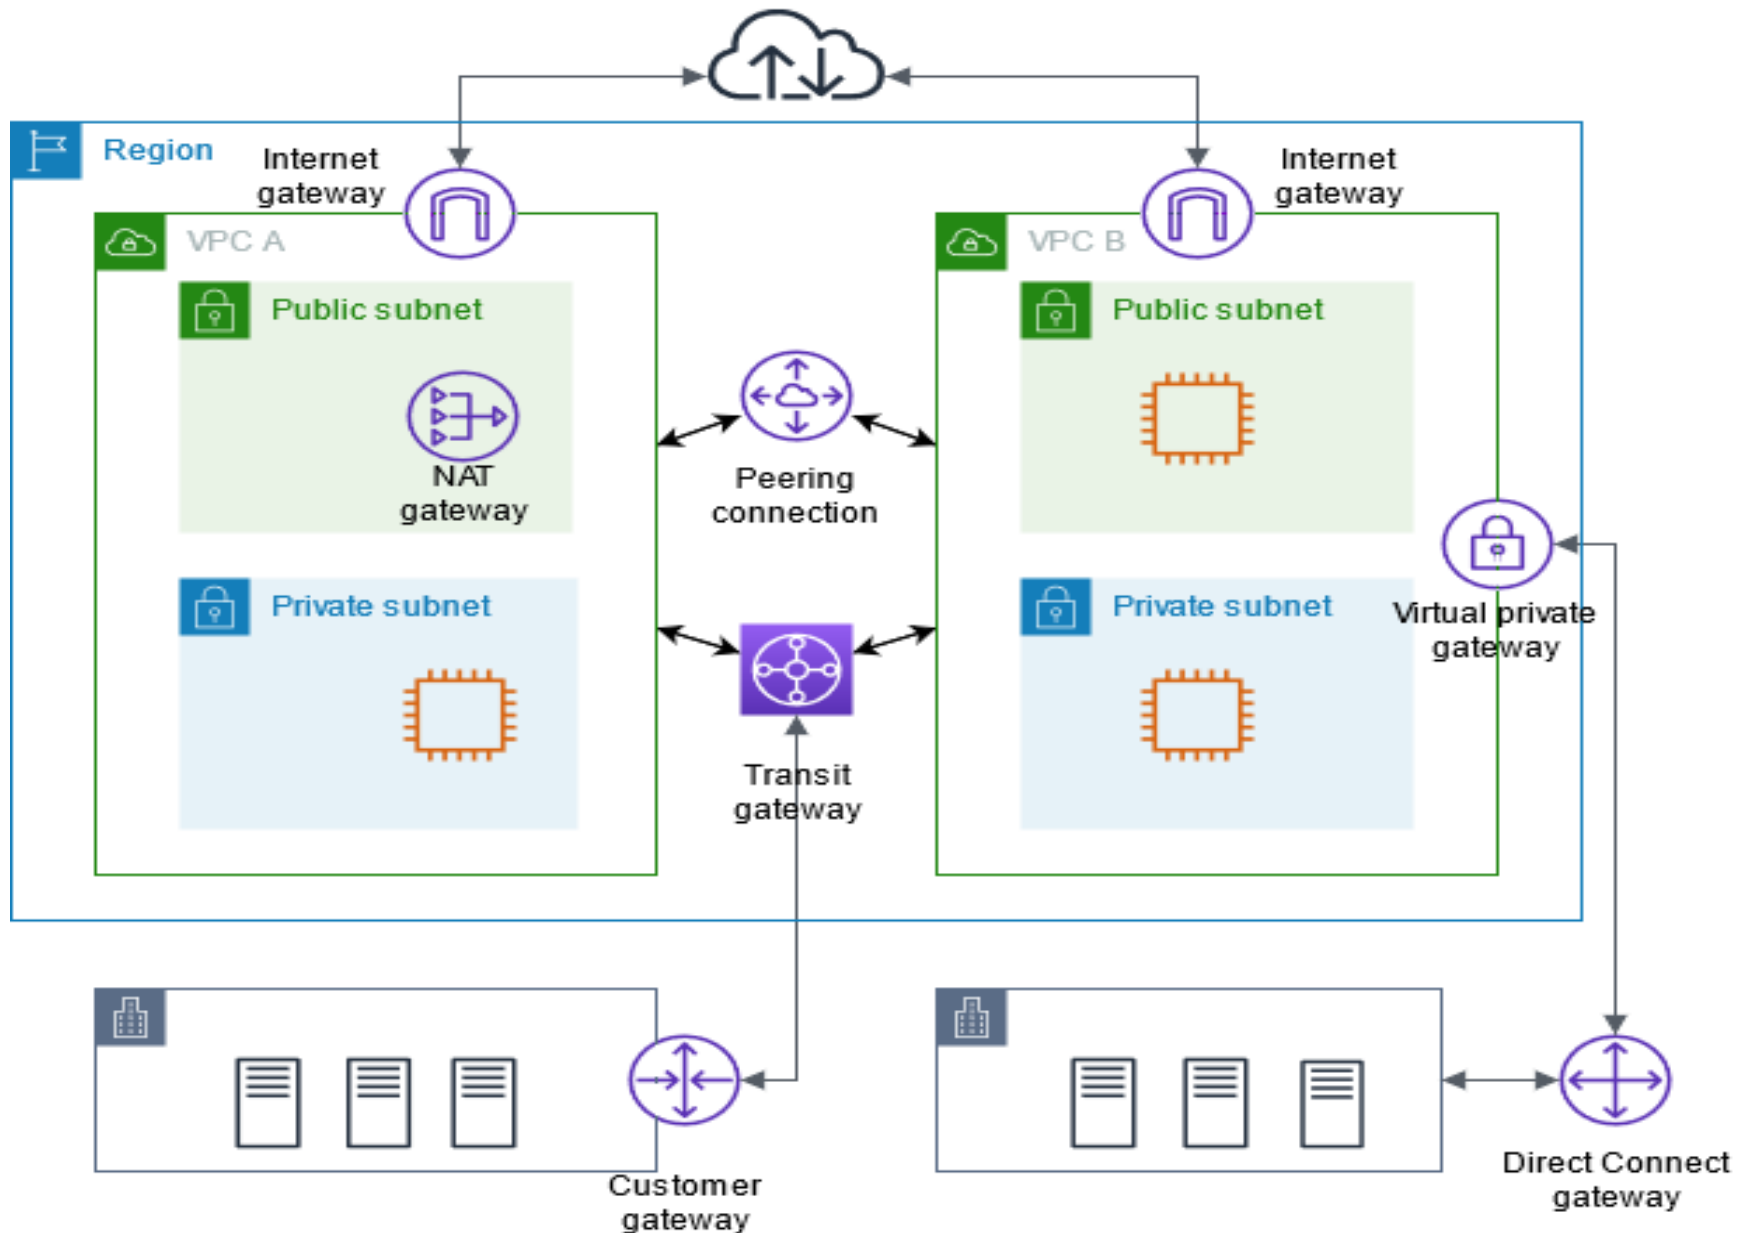 Region
Internet
gateway
Internet
gateway
VPC A
VPC B
Public subnet
Public subnet
NAT
gateway
Peering
connection
Private subnet
Private subnet
Virtual private
gateway
Transit
gateway
Customer
gateway
Direct Connect
gateway